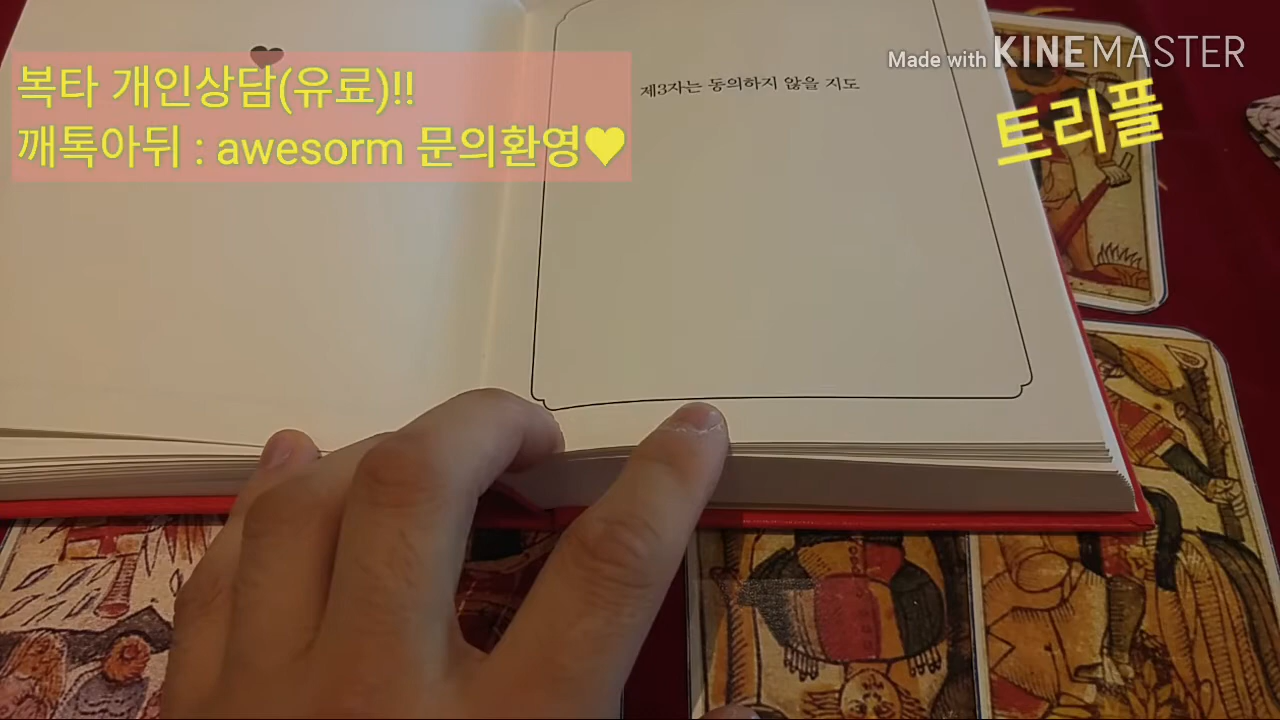 복타 개인상담(유료)!!
깨톡아뒤 : awesorm 문의환영♥
제3자는 동의하지 않을 지도
Made with KINEMASTER
트리플